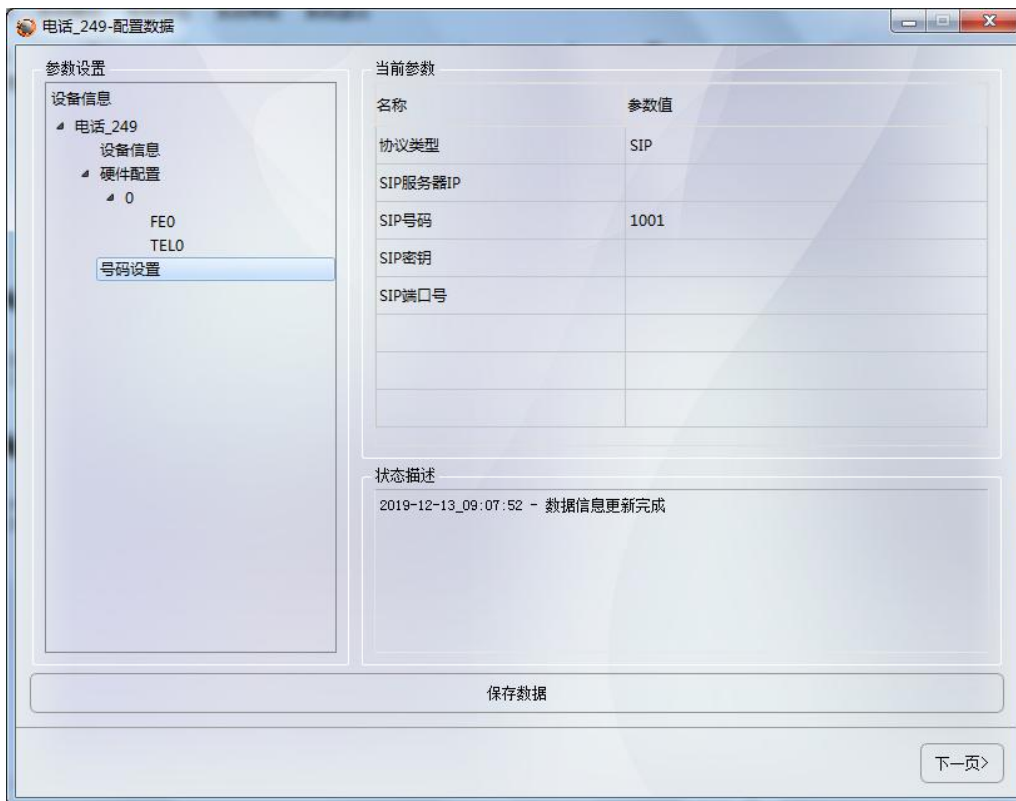 电话_249-配置数据
参数设置
设备信息
电话_249
设备信息
硬件配置
0
FE0
TEL0
号码设置
当前参数
名称 参数值
协议类型 SIP
SIP服务器IP
SIP号码 1001
SIP密钥
SIP端口号
状态描述
2019-12-13_09:07:52 - 数据信息更新完成
保存数据
下一页>